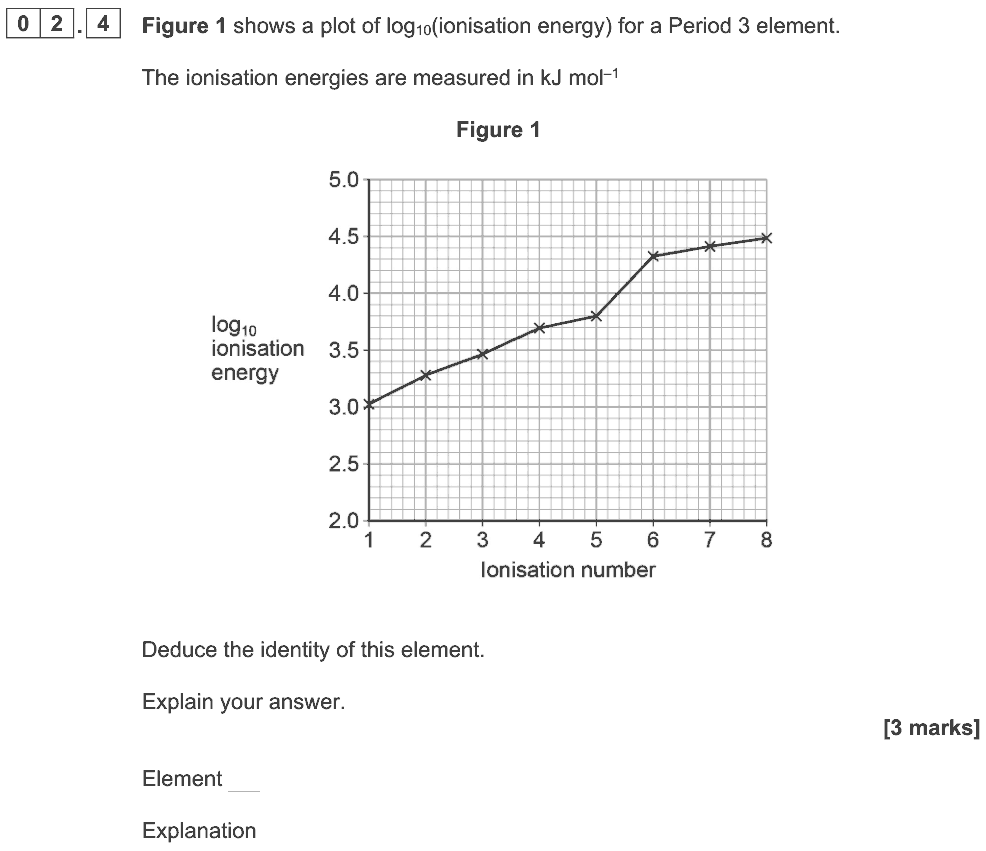 0 2 . 4 Figure 1 shows a plot of log₁₀(ionisation energy) for a Period 3 element.
The ionisation energies are measured in kJ mol⁻¹
Figure 1
5.0
4.5
4.0
log₁₀
ionisation
energy
3.5
3.0
2.5
2.0
1 2 3 4 5 6 7 8
Ionisation number
Deduce the identity of this element.
Explain your answer.
[3 marks]
Element
Explanation